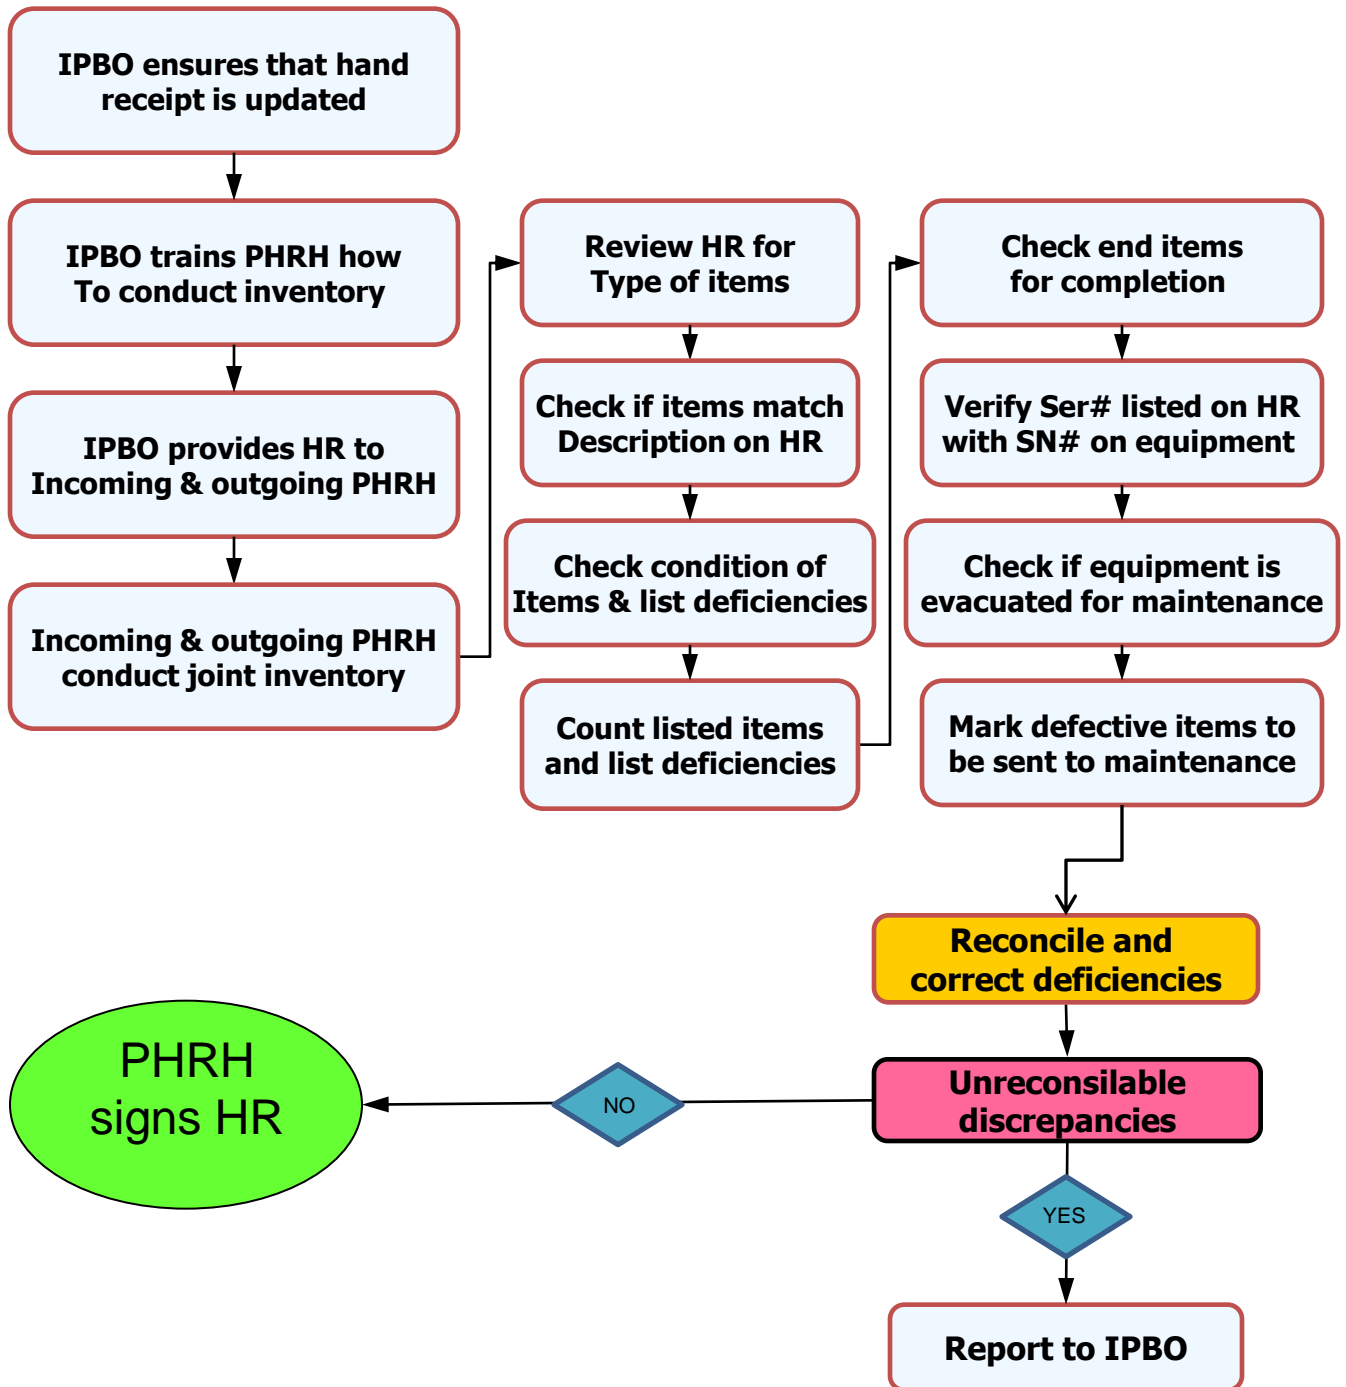 IPBO ensures that hand
receipt is updated
IPBO trains PHRH how
To conduct inventory
IPBO provides HR to
Incoming & outgoing PHRH
Incoming & outgoing PHRH
conduct joint inventory
Review HR for
Type of items
Check if items match
Description on HR
Check condition of
Items & list deficiencies
Count listed items
and list deficiencies
Check end items
for completion
Verify Ser# listed on HR
with SN# on equipment
Check if equipment is
evacuated for maintenance
Mark defective items to
be sent to maintenance
Reconcile and
correct deficiencies
Unreconsilable
discrepancies
NO
PHRH
signs HR
YES
Report to IPBO